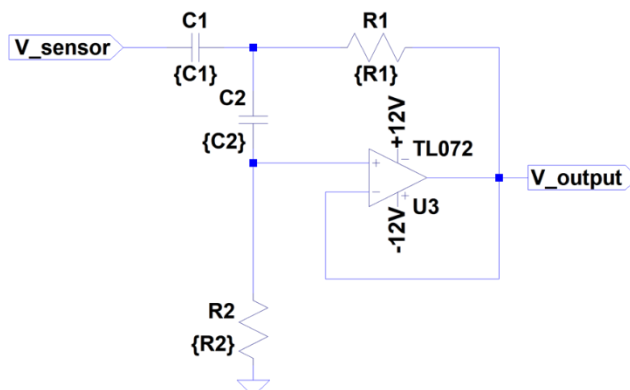 C1
R1
V_sensor
{C1}
{R1}
C2
{C2}
+12V
TL072
+
-
-
+
V_output
-12V
U3
R2
{R2}